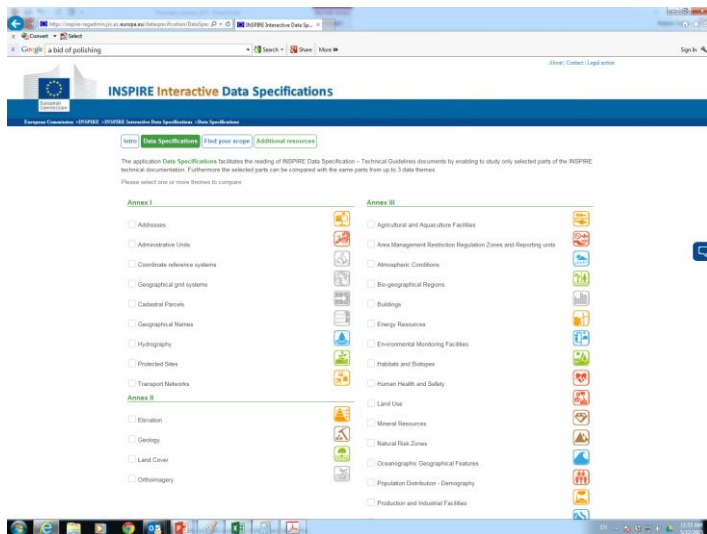 INSPIRE Interactive Data Sp...
Convert
Select
Google
a bid of polishing
Search
Share
More
Sign In
About | Contact | Legal notice
INSPIRE Interactive Data Specifications
European Commission
European Commission >INSPIRE >INSPIRE Interactive Data Specifications >Data Specifications
Intro
Data Specifications
Find your scope
Additional resources
The application Data Specifications facilitates the reading of INSPIRE Data Specification – Technical Guidelines documents by enabling to study only selected parts of the INSPIRE
technical documentation. Furthermore the selected parts can be compared with the same parts from up to 3 data themes.
Please select one or more themes to compare
Annex I
Addresses
Administrative Units
Coordinate reference systems
Geographical grid systems
Cadastral Parcels
Geographical Names
Hydrography
Protected Sites
Transport Networks
Annex II
Elevation
Geology
Land Cover
Orthoimagery
Annex III
Agricultural and Aquaculture Facilities
Area Management Restriction Regulation Zones and Reporting units
Atmospheric Conditions
Bio-geographical Regions
Buildings
Energy Resources
Environmental Monitoring Facilities
Habitats and Biotopes
Human Health and Safety
Land Use
Mineral Resources
Natural Risk Zones
Oceanographic Geographical Features
Population Distribution - Demography
Production and Industrial Facilities
EN